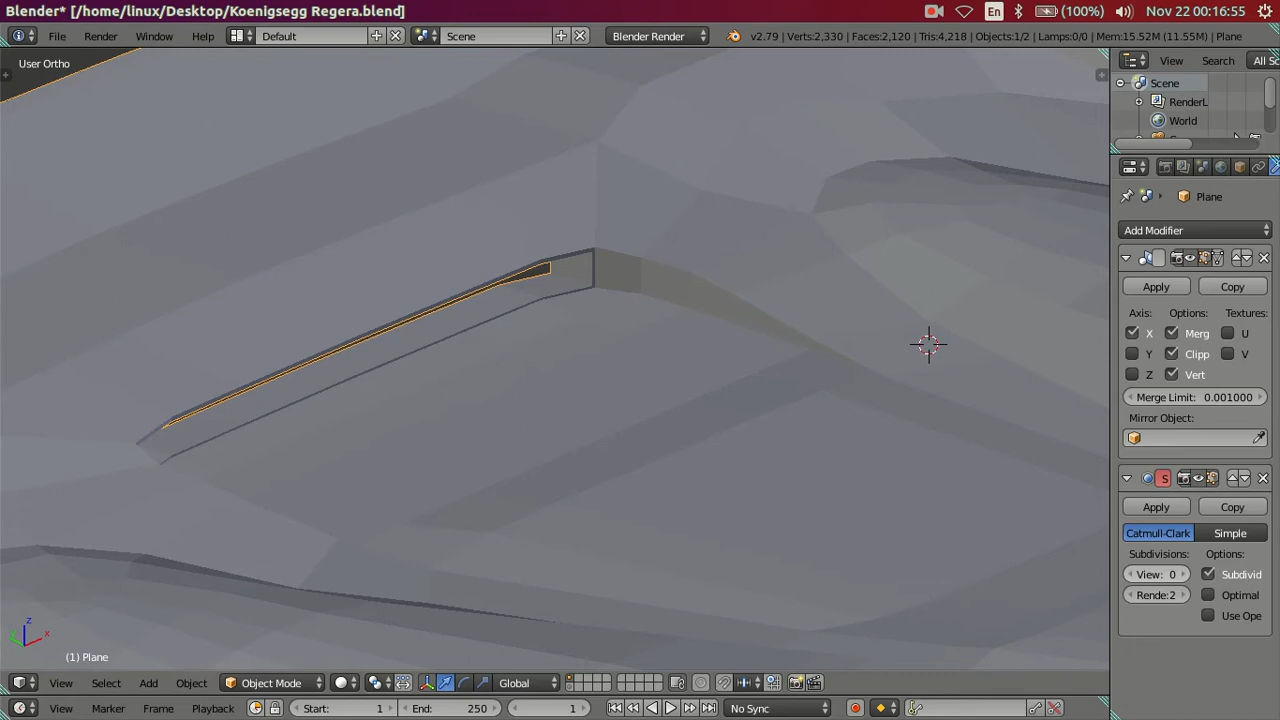 Blender* [/home/linux/Desktop/Koenigsegg Regera.blend]
En
(100%)
Nov 22 00:16:55
File
Render
Window
Help
Default
Scene
Blender Render
v2.79 | Verts:2,330 | Faces:2,120 | Tris:4,218 | Objects:1/2 | Lamps:0/0 | Mem:15.52M (11.55M) | Plane
User Ortho
View
Search
All Sc
Scene
RenderL
World
Plane
Add Modifier
Apply
Copy
Axis:
Options:
Textures:
X
Merg
U
Y
Clipp
V
Z
Vert
Merge Limit: 0.001000
Mirror Object:
S
Apply
Copy
Catmull-Clark
Simple
Subdivisions:
Options:
View: 0
Subdivid
Rende:2
Optimal
Use Ope
z
x
(1) Plane
View
Select
Add
Object
Object Mode
Global
View
Marker
Frame
Playback
Start: 1
End: 250
1
No Sync